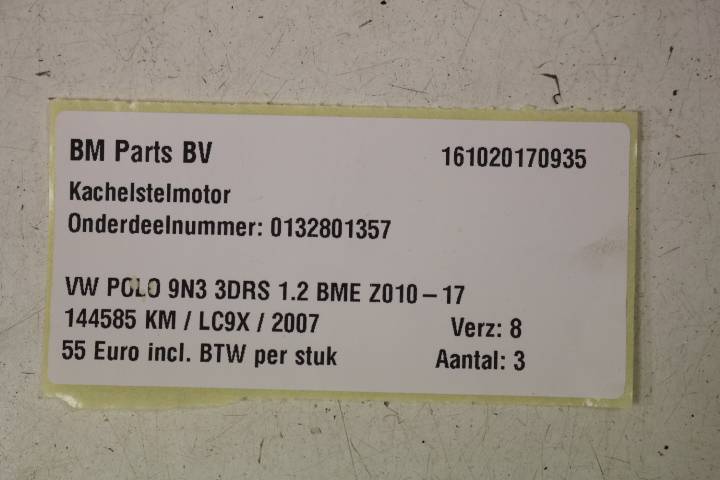 BM Parts BV 161020170935
Kachelstelmotor
Onderdeelnummer: 0132801357
VW POLO 9N3 3DRS 1.2 BME Z010 – 17
144585 KM / LC9X / 2007 Verz: 8
55 Euro incl. BTW per stuk Aantal: 3